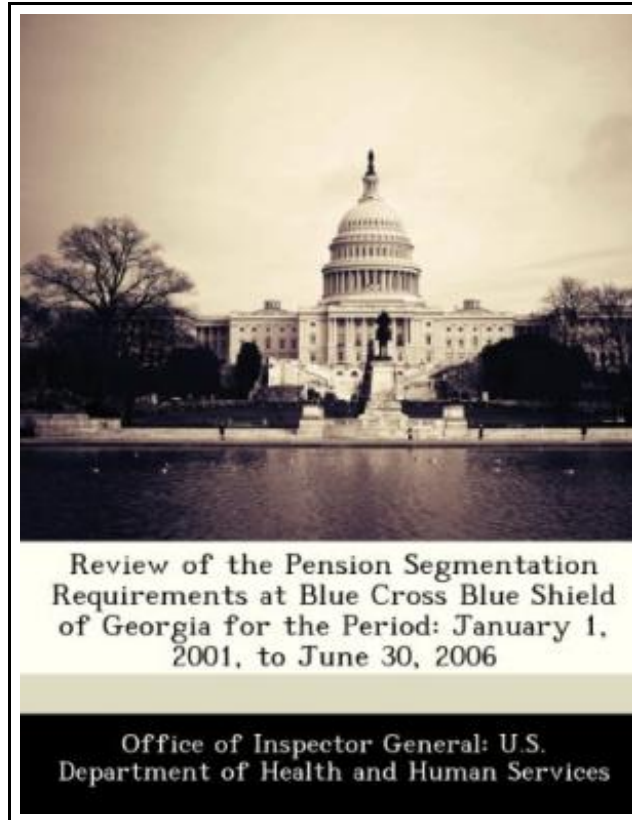 Review of the Pension Segmentation
Requirements at Blue Cross Blue Shield
of Georgia for the Period: January 1,
2001, to June 30, 2006
Office of Inspector General: U.S.
Department of Health and Human Services